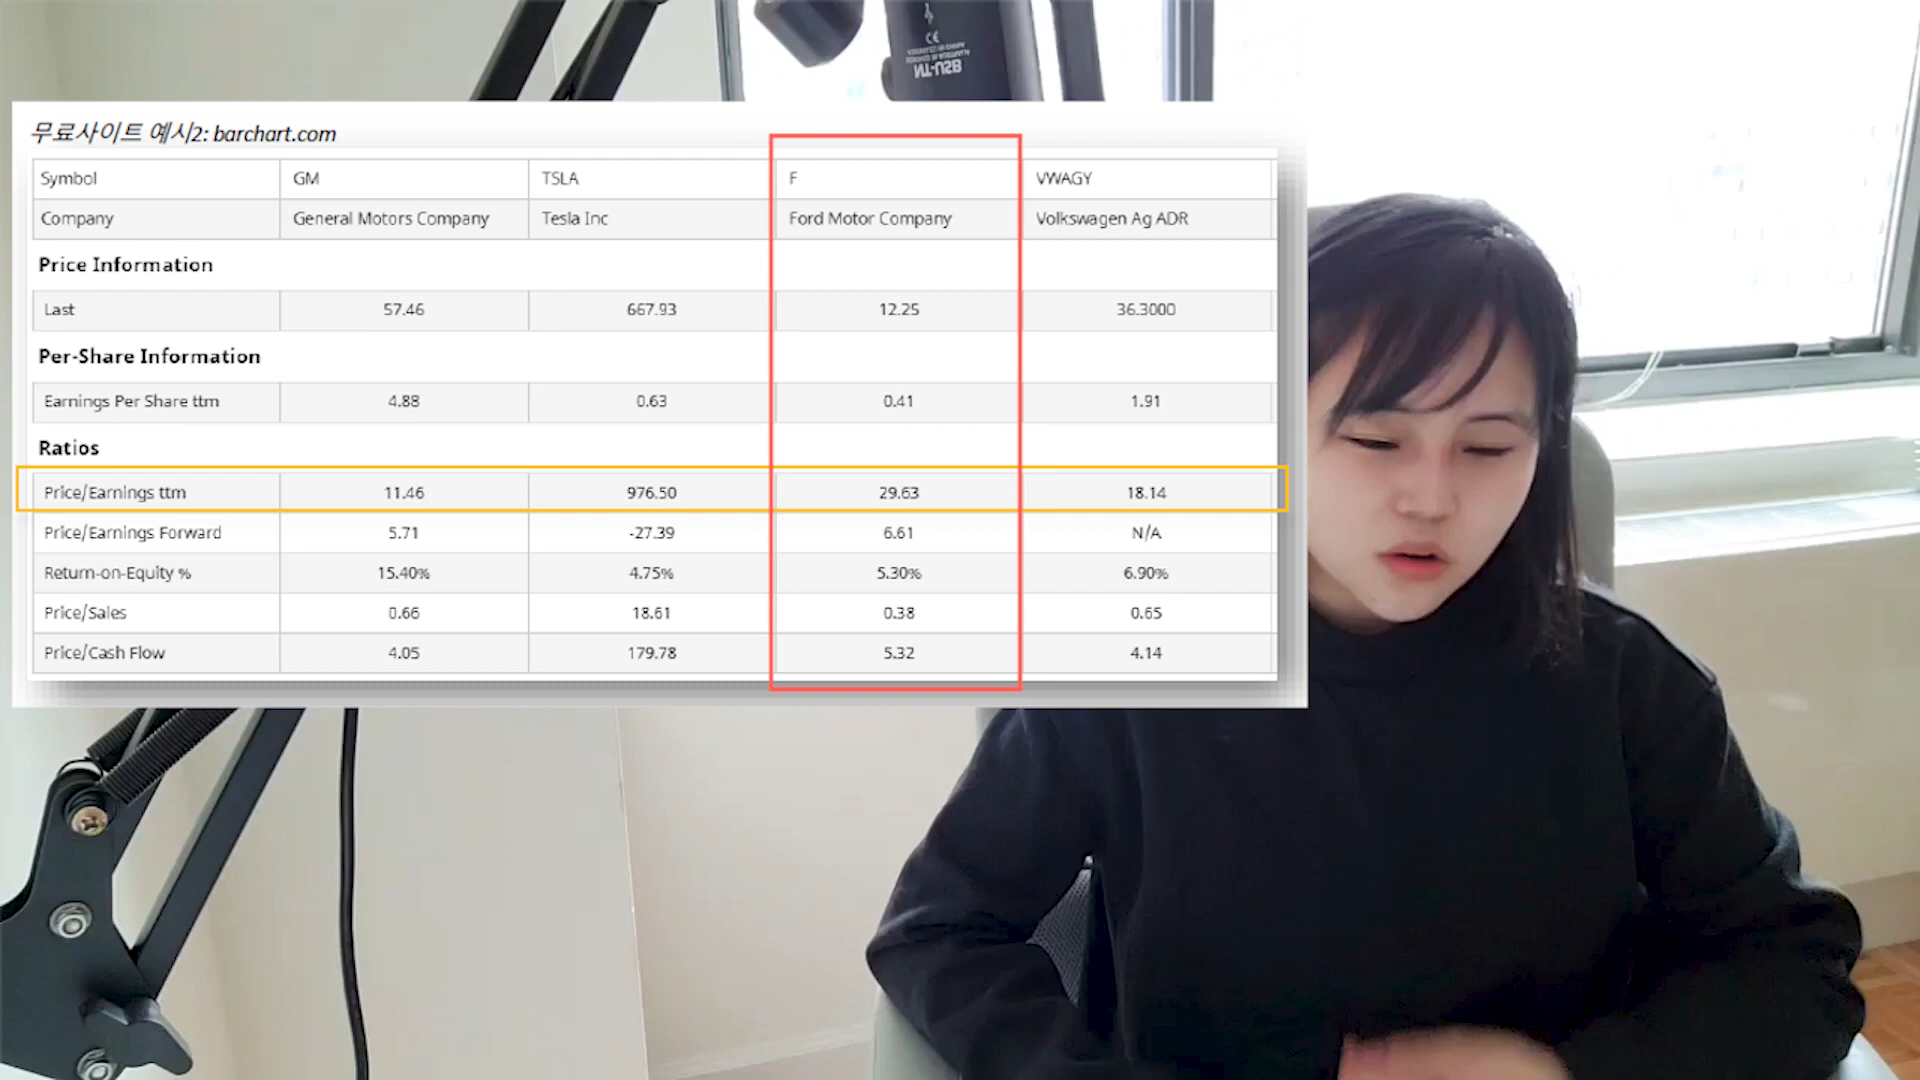 NT-USB
CE
무료사이트 예시2: barchart.com
Symbol GM TSLA F VWAGY
Company General Motors Company Tesla Inc Ford Motor Company Volkswagen Ag ADR
Price Information
Last 57.46 667.93 12.25 36.3000
Per-Share Information
Earnings Per Share ttm 4.88 0.63 0.41 1.91
Ratios
Price/Earnings ttm 11.46 976.50 29.63 18.14
Price/Earnings Forward 5.71 -27.39 6.61 N/A
Return-on-Equity % 15.40% 4.75% 5.30% 6.90%
Price/Sales 0.66 18.61 0.38 0.65
Price/Cash Flow 4.05 179.78 5.32 4.14